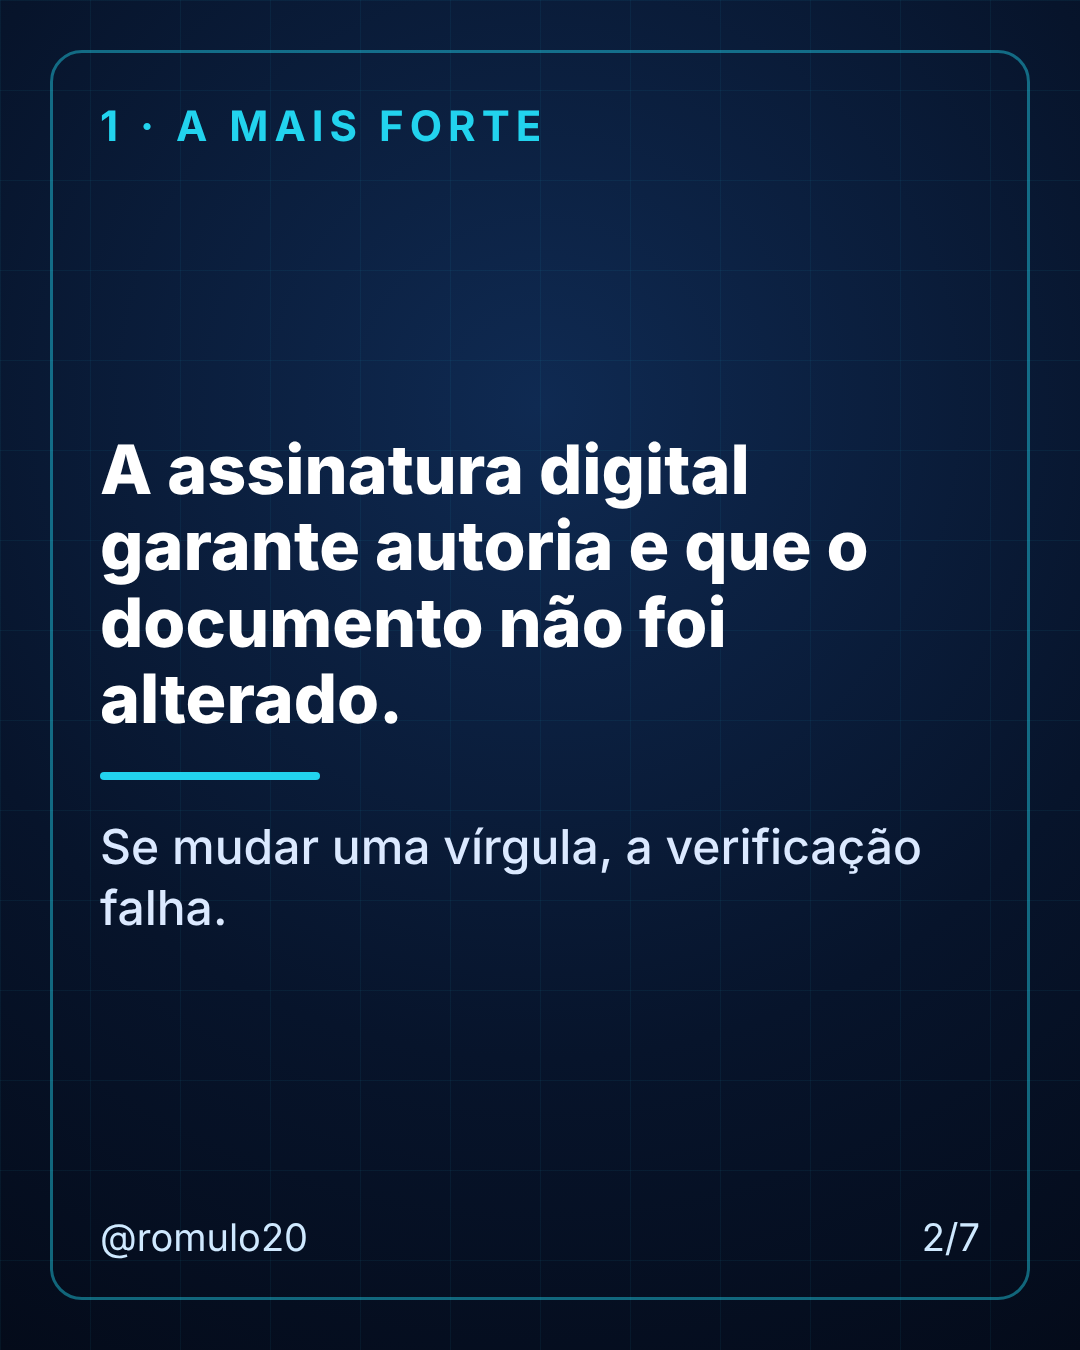 1 · A MAIS FORTE
A assinatura digital
garante autoria e que o
documento não foi
alterado.
Se mudar uma vírgula, a verificação
falha.
@romulo20
2/7